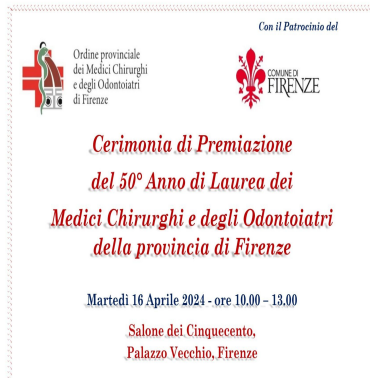 Con il Patrocinio del
Ordine provinciale
dei Medici Chirurghi
e degli Odontoiatri
di Firenze
COMUNE DI
FIRENZE
Cerimonia di Premiazione
del 50° Anno di Laurea dei
Medici Chirurghi e degli Odontoiatri
della provincia di Firenze
Martedì 16 Aprile 2024 - ore 10.00 – 13.00
Salone dei Cinquecento,
Palazzo Vecchio, Firenze